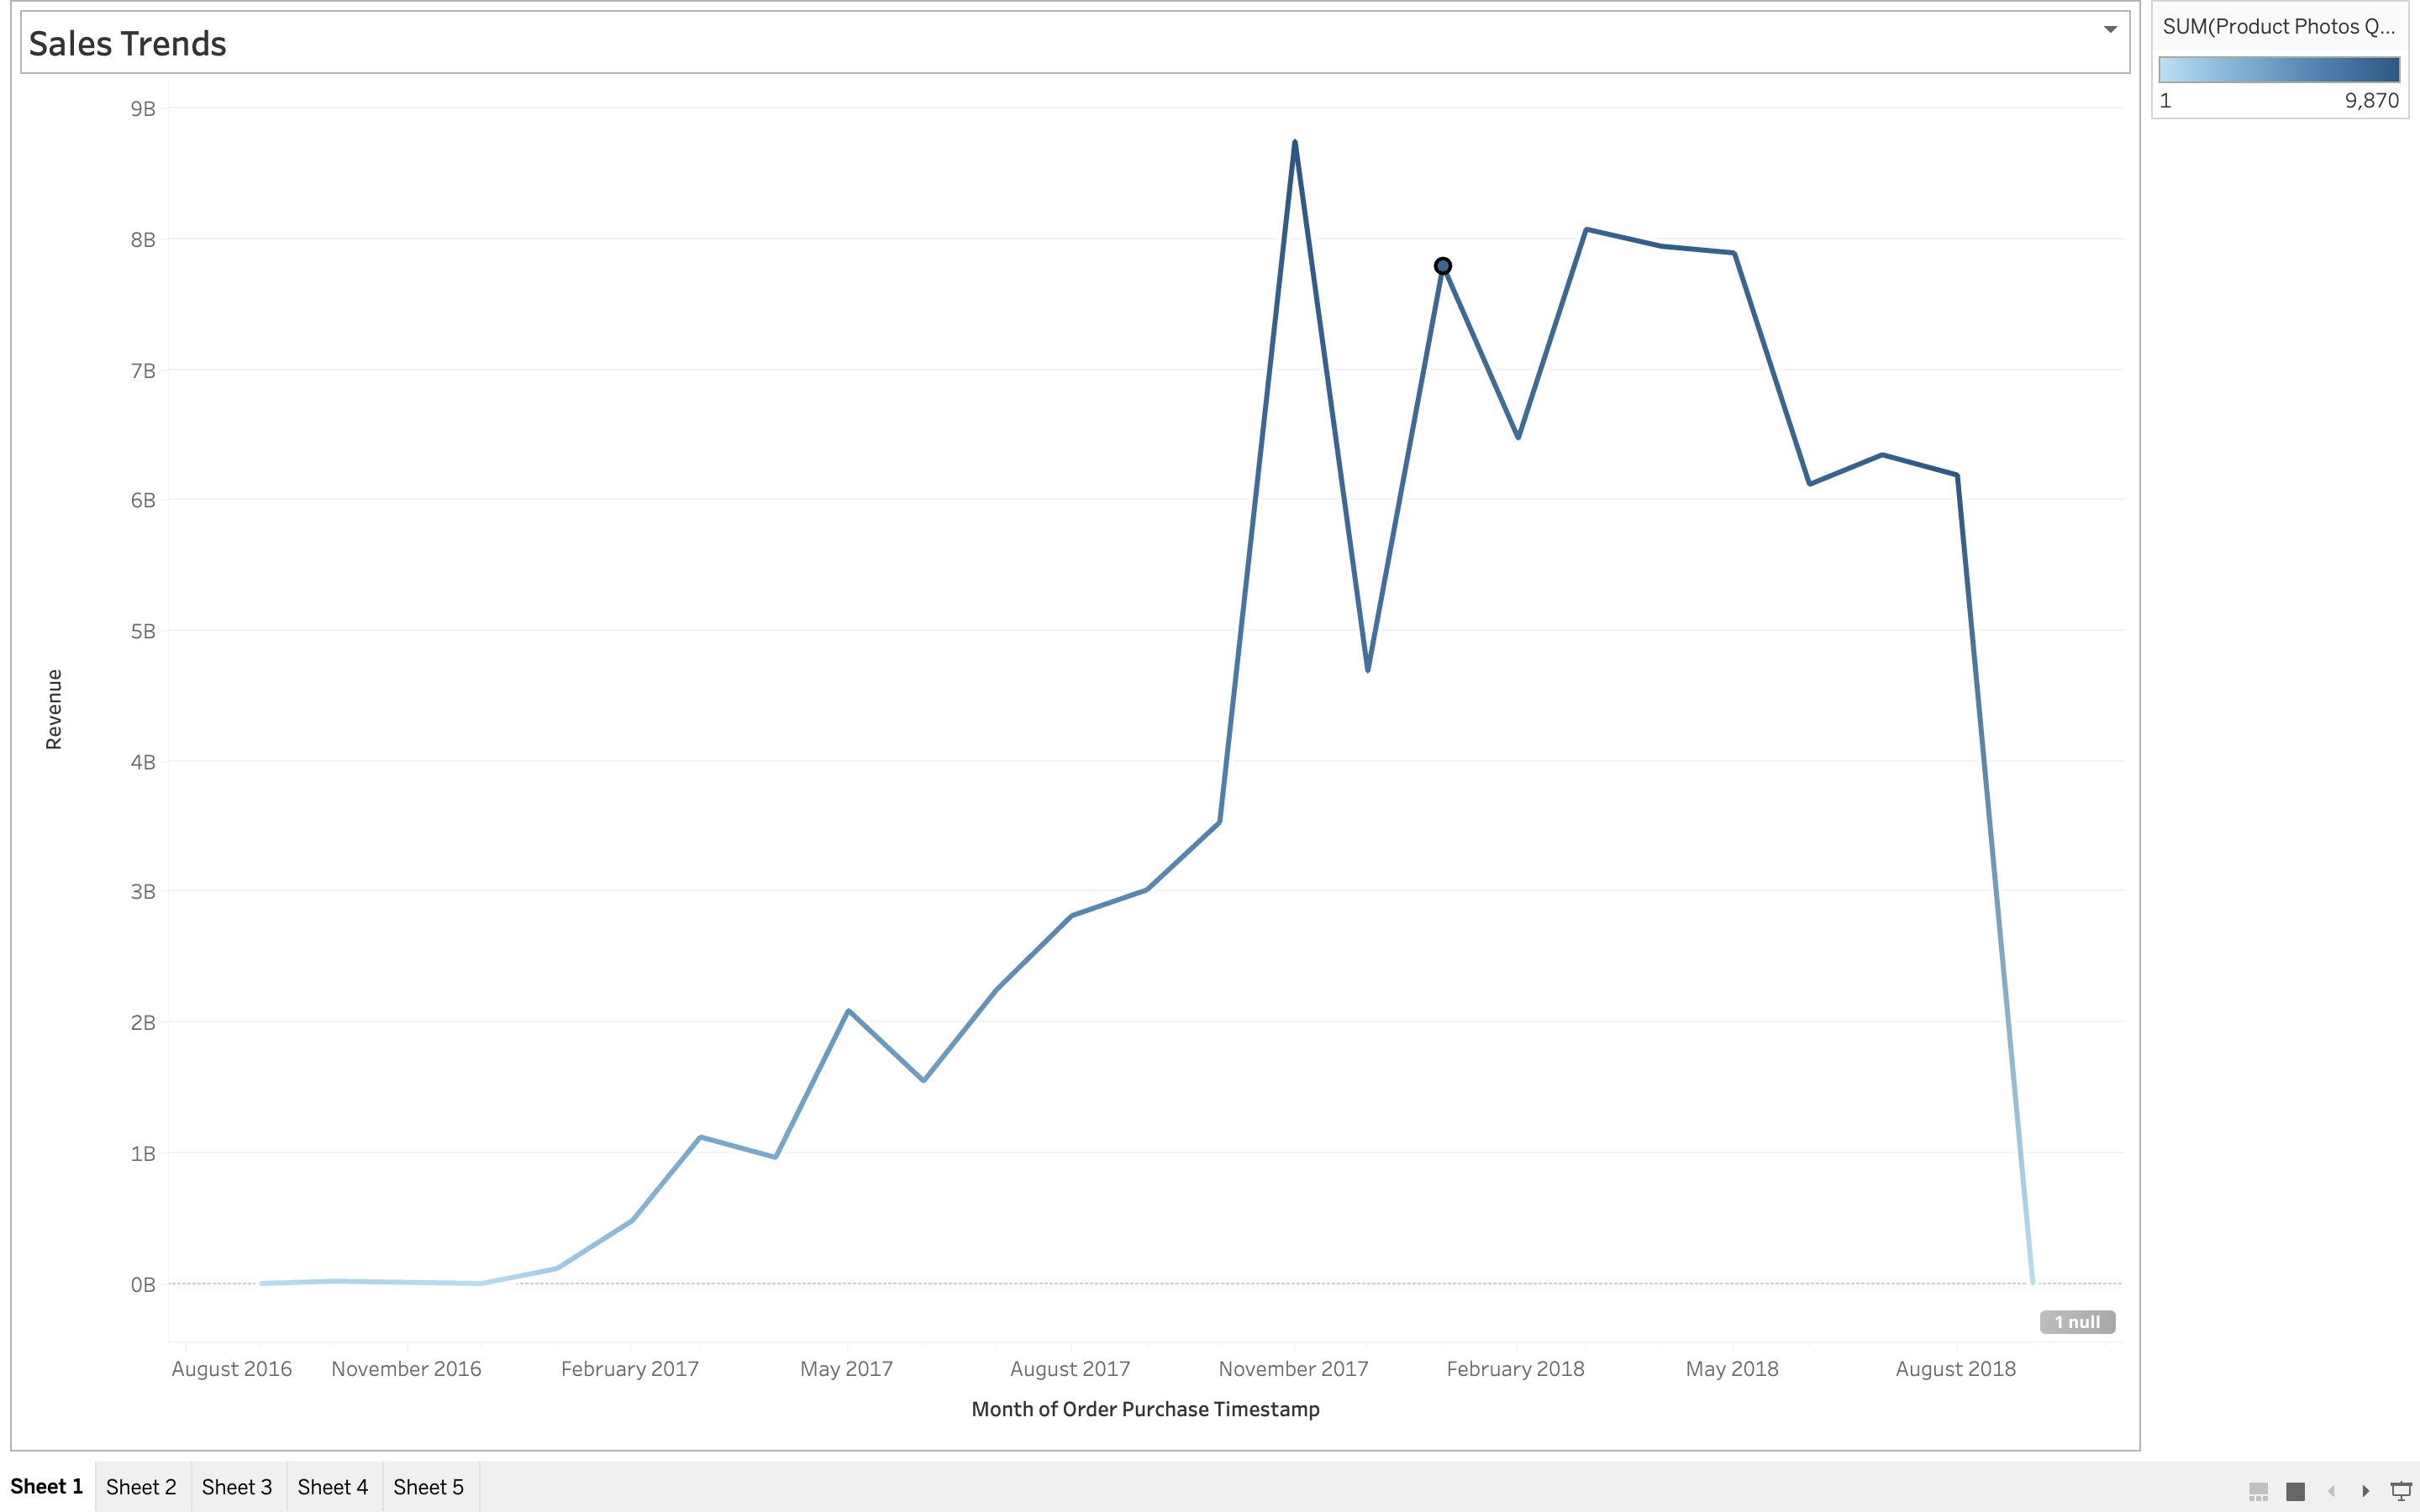 Sales Trends
SUM(Product Photos Q...
1 9,870
9B
8B
7B
6B
5B
4B
3B
2B
1B
0B
Revenue
1 null
August 2016 November 2016 February 2017 May 2017 August 2017 November 2017 February 2018 May 2018 August 2018
Month of Order Purchase Timestamp
Sheet 1 Sheet 2 Sheet 3 Sheet 4 Sheet 5